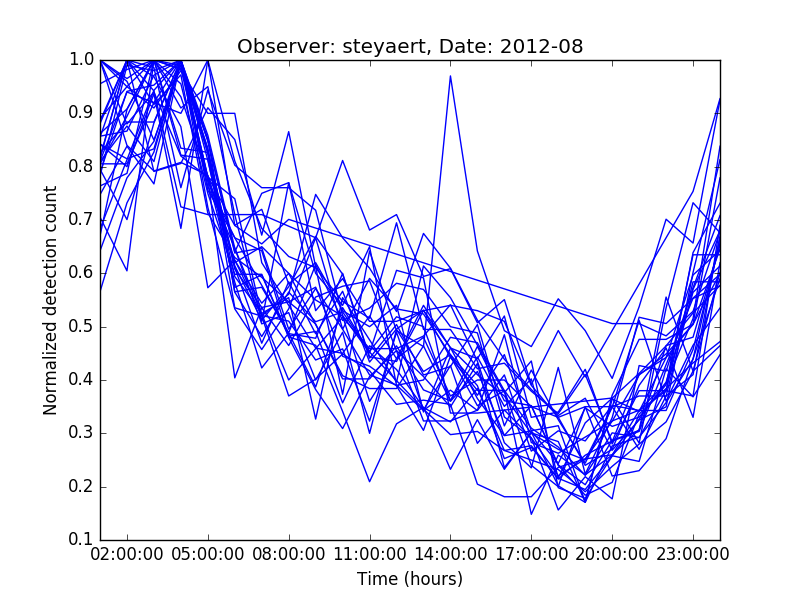 Observer: steyaert, Date: 2012-08
1.0
0.9
0.8
0.7
0.6
0.5
0.4
0.3
0.2
0.1
Normalized detection count
02:00:00 05:00:00 08:00:00 11:00:00 14:00:00 17:00:00 20:00:00 23:00:00
Time (hours)